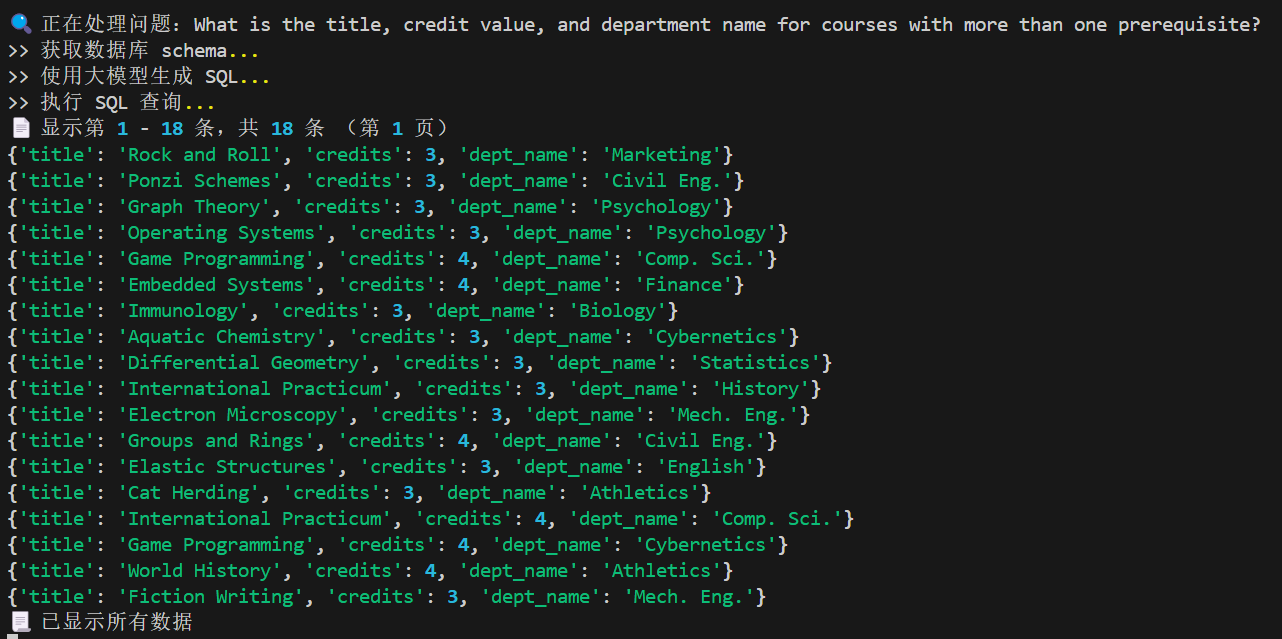 正在处理问题: What is the title, credit value, and department name for courses with more than one prerequisite?
>> 获取数据库 schema...
>> 使用大模型生成 SQL...
>> 执行 SQL 查询...
显示第 1 - 18 条，共 18 条 （第 1 页）
{'title': 'Rock and Roll', 'credits': 3, 'dept_name': 'Marketing'}
{'title': 'Ponzi Schemes', 'credits': 3, 'dept_name': 'Civil Eng.'}
{'title': 'Graph Theory', 'credits': 3, 'dept_name': 'Psychology'}
{'title': 'Operating Systems', 'credits': 3, 'dept_name': 'Psychology'}
{'title': 'Game Programming', 'credits': 4, 'dept_name': 'Comp. Sci.'}
{'title': 'Embedded Systems', 'credits': 4, 'dept_name': 'Finance'}
{'title': 'Immunology', 'credits': 3, 'dept_name': 'Biology'}
{'title': 'Aquatic Chemistry', 'credits': 3, 'dept_name': 'Cybernetics'}
{'title': 'Differential Geometry', 'credits': 3, 'dept_name': 'Statistics'}
{'title': 'International Practicum', 'credits': 3, 'dept_name': 'History'}
{'title': 'Electron Microscopy', 'credits': 3, 'dept_name': 'Mech. Eng.'}
{'title': 'Groups and Rings', 'credits': 4, 'dept_name': 'Civil Eng.'}
{'title': 'Elastic Structures', 'credits': 3, 'dept_name': 'English'}
{'title': 'Cat Herding', 'credits': 3, 'dept_name': 'Athletics'}
{'title': 'International Practicum', 'credits': 4, 'dept_name': 'Comp. Sci.'}
{'title': 'Game Programming', 'credits': 4, 'dept_name': 'Cybernetics'}
{'title': 'World History', 'credits': 4, 'dept_name': 'Athletics'}
{'title': 'Fiction Writing', 'credits': 3, 'dept_name': 'Mech. Eng.'}
已显示所有数据